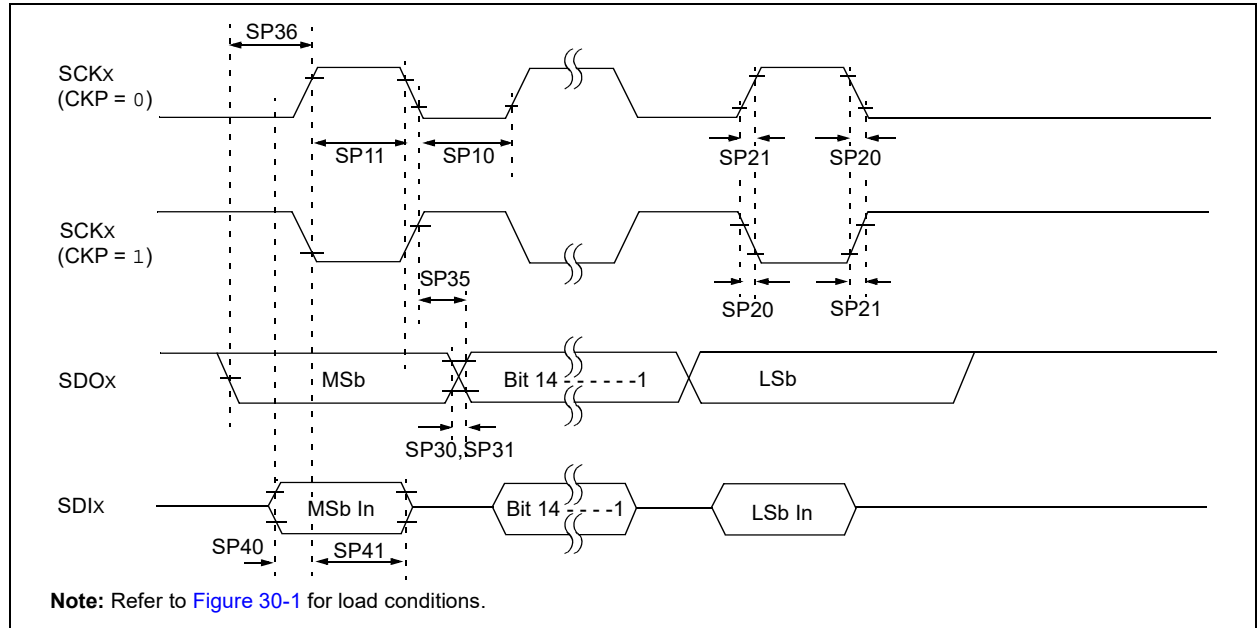 SP36
SCKx
(CKP = 0)
SP11
SP10
SP21
SP20
SCKx
(CKP = 1)
SP35
SP20
SP21
SDOx
MSb
Bit 14 - - - - - -1
LSb
SP30,SP31
SDIx
MSb In
Bit 14 - - - -1
LSb In
SP40
SP41
Note: Refer to Figure 30-1 for load conditions.